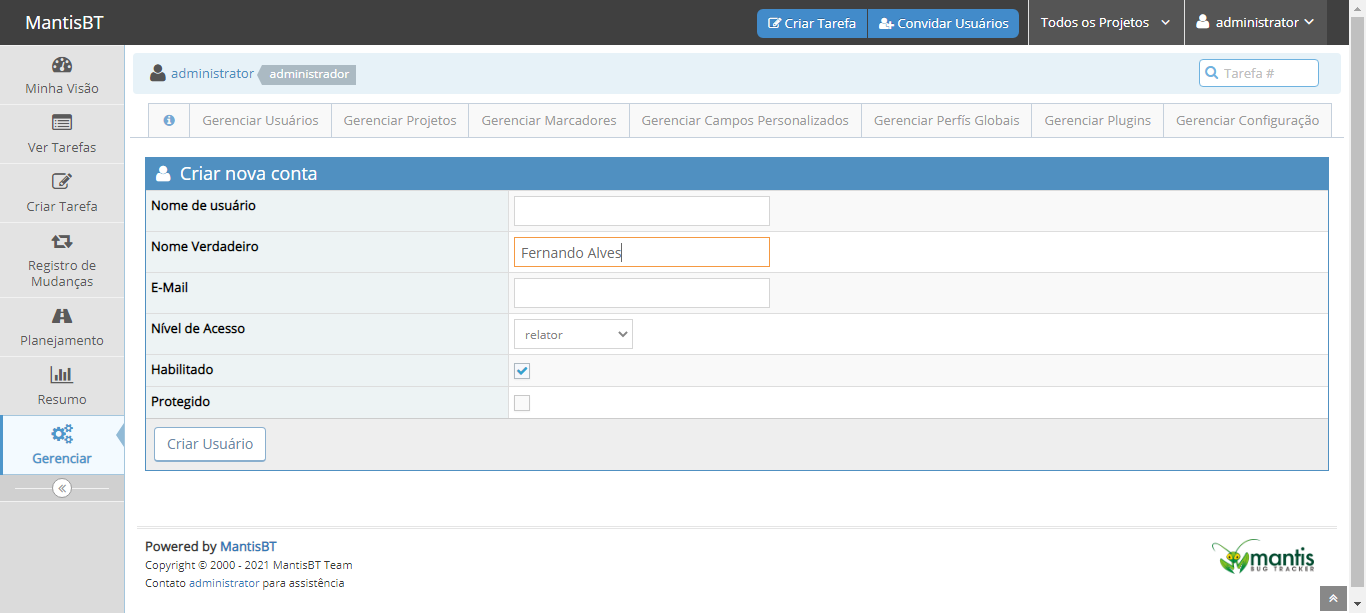 MantisBT
Criar Tarefa
Convidar Usuários
Todos os Projetos
administrator
Minha Visão
Ver Tarefas
Criar Tarefa
Registro de
Mudanças
Planejamento
Resumo
Gerenciar
administrator administrador
Tarefa #
Gerenciar Usuários
Gerenciar Projetos
Gerenciar Marcadores
Gerenciar Campos Personalizados
Gerenciar Perfís Globais
Gerenciar Plugins
Gerenciar Configuração
Criar nova conta
Nome de usuário
Nome Verdadeiro
Fernando Alves
E-Mail
Nível de Acesso
relator
Habilitado
Protegido
Criar Usuário
Powered by MantisBT
Copyright © 2000 - 2021 MantisBT Team
Contato administrator para assistência
mantis
BUG TRACKER